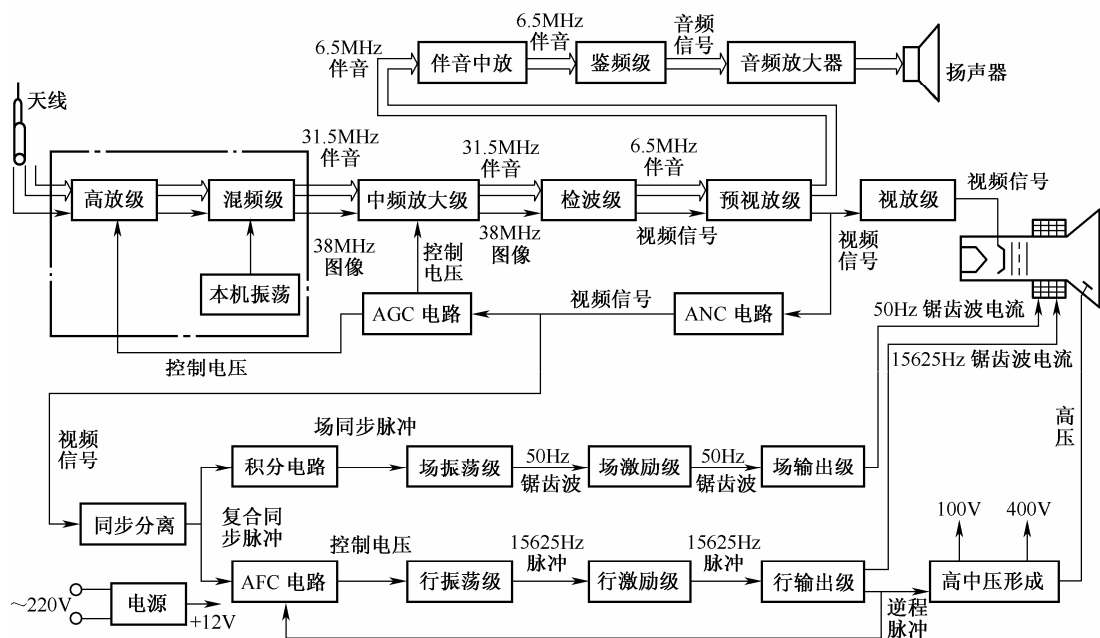 6.5MHz
伴音
6.5MHz
伴音
伴音中放
鉴频级
音频
信号
音频放大器
扬声器
天线
31.5MHz
伴音
31.5MHz
伴音
6.5MHz
伴音
高放级
混频级
中频放大级
检波级
预视放级
视放级
视频信号
38MHz
图像
控制
电压
38MHz
图像
视频信号
视频
信号
本机振荡
AGC 电路
视频信号
ANC 电路
控制电压
50Hz 锯齿波电流
15625Hz 锯齿波电流
高
压
视频
信号
场同步脉冲
积分电路
场振荡级
50Hz
锯齿波
场激励级
50Hz
锯齿波
场输出级
同步分离
复合同
步脉冲
控制电压
AFC 电路
行振荡级
15625Hz
脉冲
行激励级
15625Hz
脉冲
行输出级
逆程
脉冲
100V
400V
高中压形成
～220V
电源
+12V